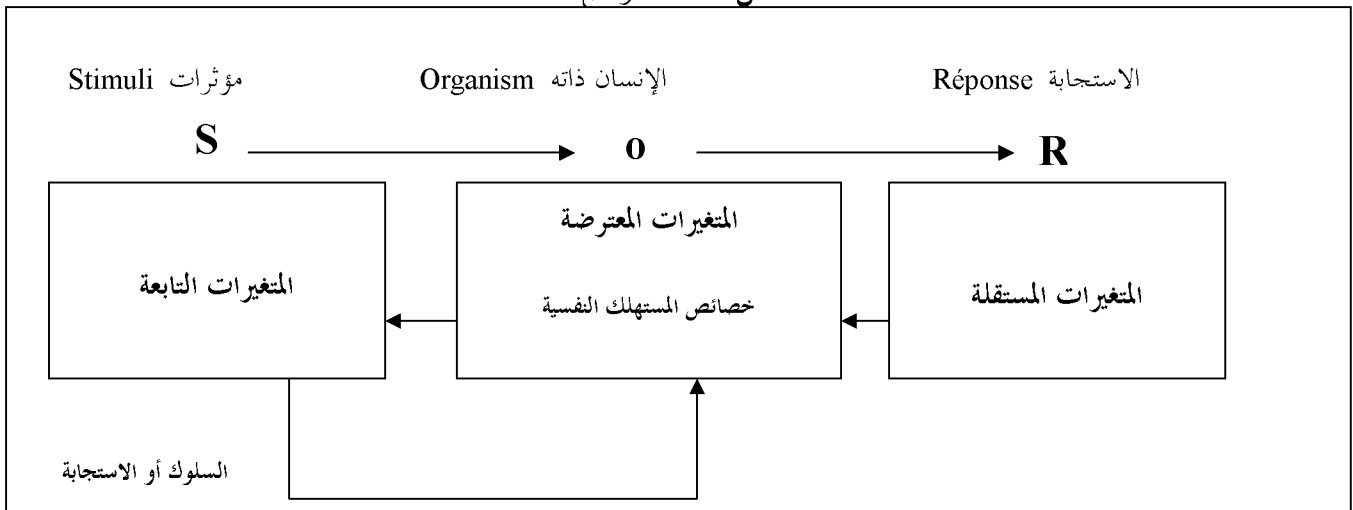 مؤثرات Stimuli
الإنسان ذاته Organism
الاستجابة Réponse
S
o
R
المتغيرات التابعة
المتغيرات المعترضة
خصائص المستهلك النفسية
المتغيرات المستقلة
السلوك أو الاستجابة